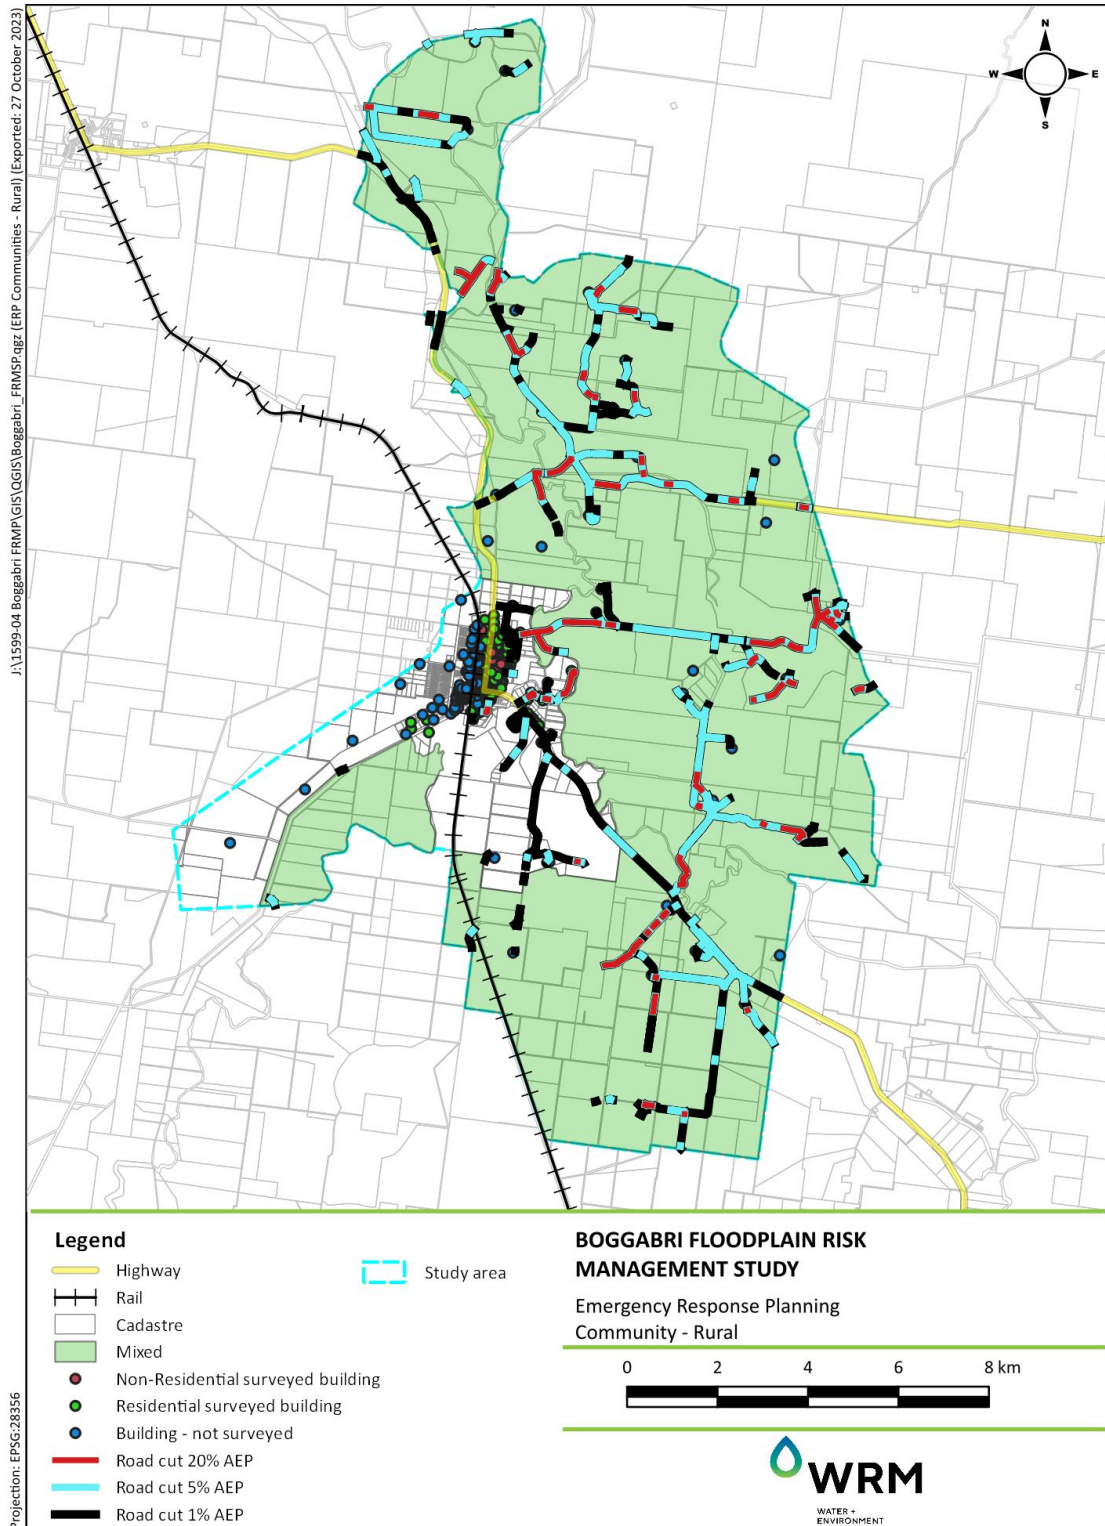 J:\1599-04 Boggabri FRMP\GIS\QGIS\Boggabri_FRMSP.qgz (ERP Communities - Rural) (Exported: 27 October 2023)
N
W E
S
Legend
Highway
Rail
Cadastre
Mixed
Non-Residential surveyed building
Residential surveyed building
Building - not surveyed
Road cut 20% AEP
Road cut 5% AEP
Road cut 1% AEP
Study area
BOGGABRI FLOODPLAIN RISK
MANAGEMENT STUDY
Emergency Response Planning
Community - Rural
0 2 4 6 8 km
WRM
WATER +
ENVIRONMENT
Projection: EPSG:28356